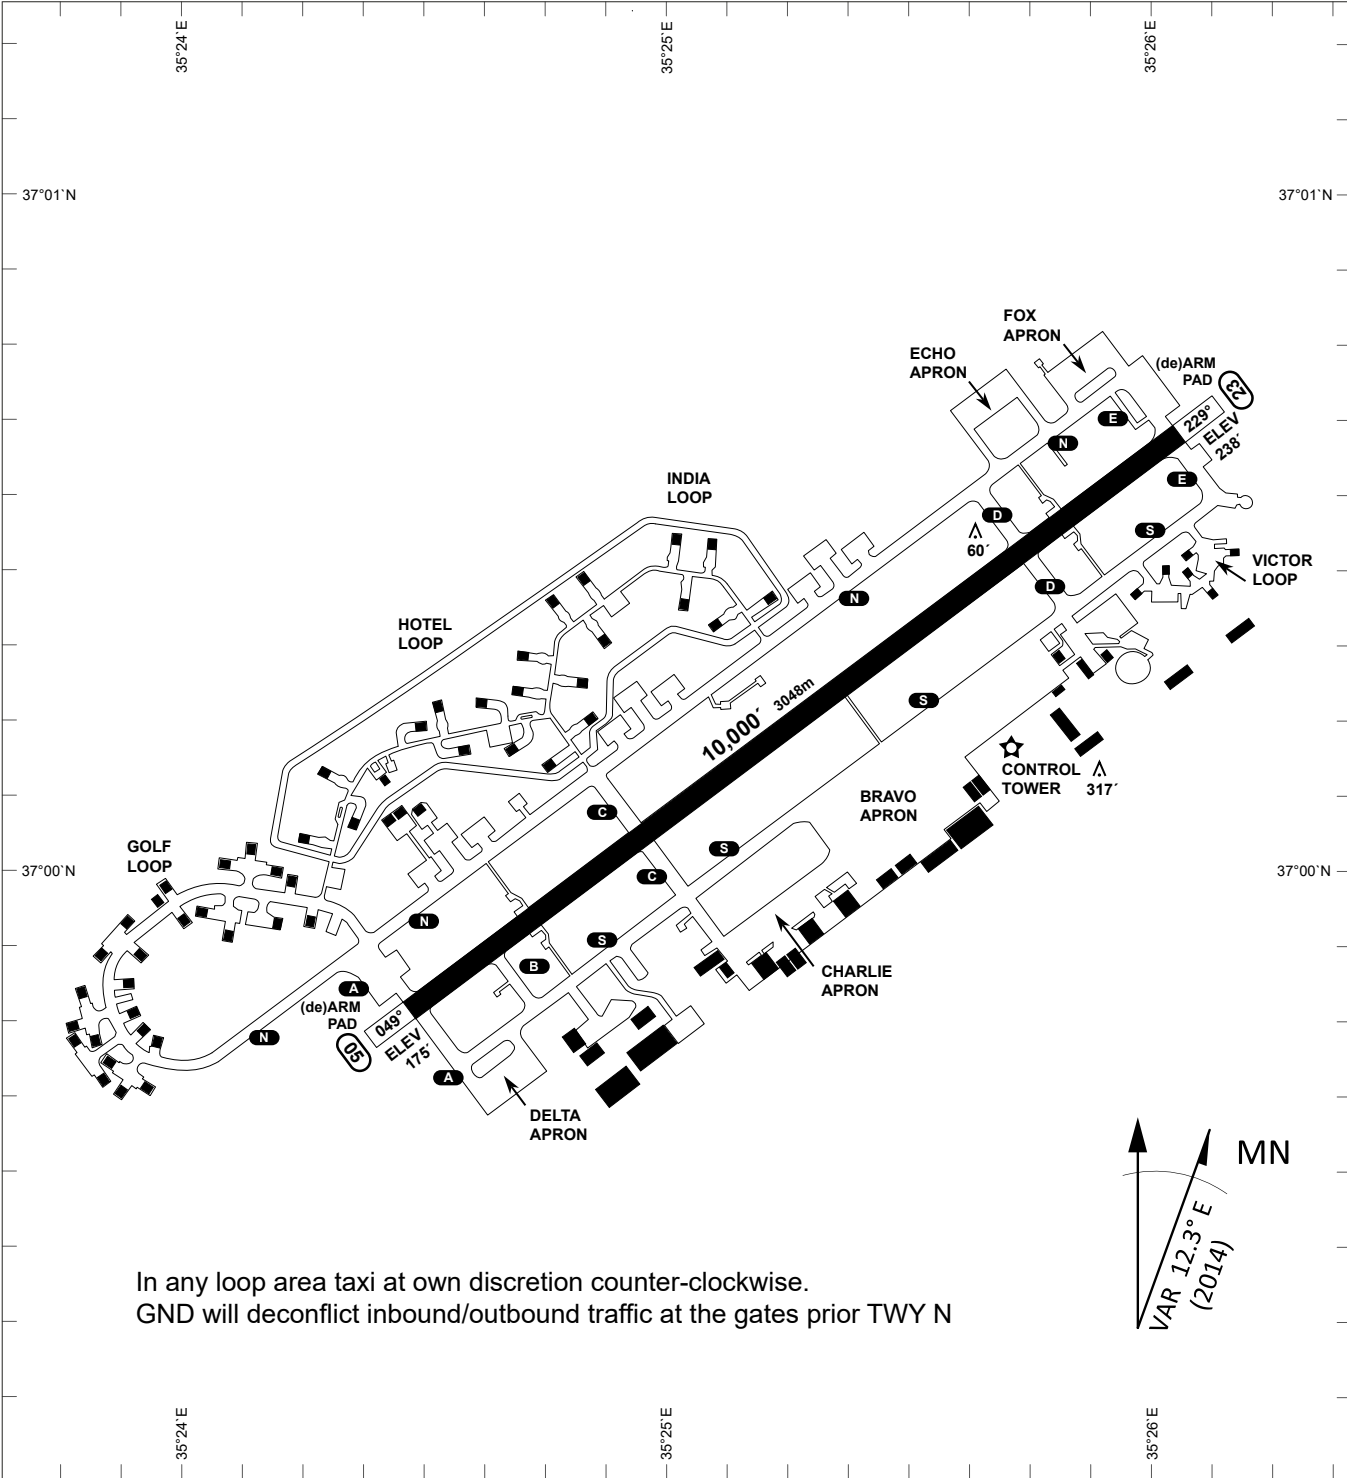 35°24`E
35°25`E
35°26`E
37°01`N
37°01`N
FOX
APRON
ECHO
APRON
(de)ARM
PAD
23
229°
ELEV
238´
E
N
INDIA
LOOP
E
D
60´
S
VICTOR
LOOP
D
N
HOTEL
LOOP
S
10,000´ 3048m
CONTROL
TOWER
317´
BRAVO
APRON
C
GOLF
LOOP
S
37°00`N
37°00`N
C
N
S
B
CHARLIE
APRON
A
(de)ARM
PAD
05
049°
ELEV
175´
N
A
DELTA
APRON
MN
VAR 12.3° E
(2014)
In any loop area taxi at own discretion counter-clockwise.
GND will deconflict inbound/outbound traffic at the gates prior TWY N
35°24`E
35°25`E
35°26`E